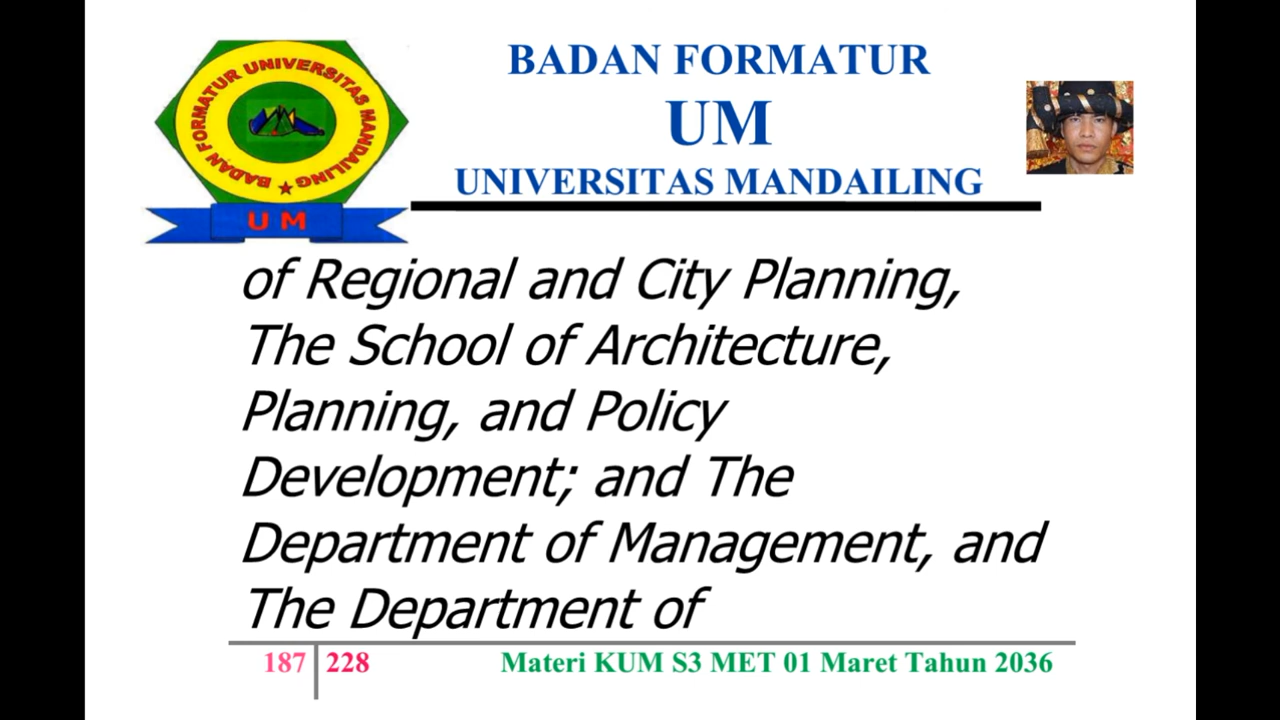 BADAN FORMATUR UNIVERSITAS MANDAILING
BADAN
U M
BADAN FORMATUR
UM
UNIVERSITAS MANDAILING
of Regional and City Planning,
The School of Architecture,
Planning, and Policy
Development; and The
Department of Management, and
The Department of
187 228 Materi KUM S3 MET 01 Maret Tahun 2036